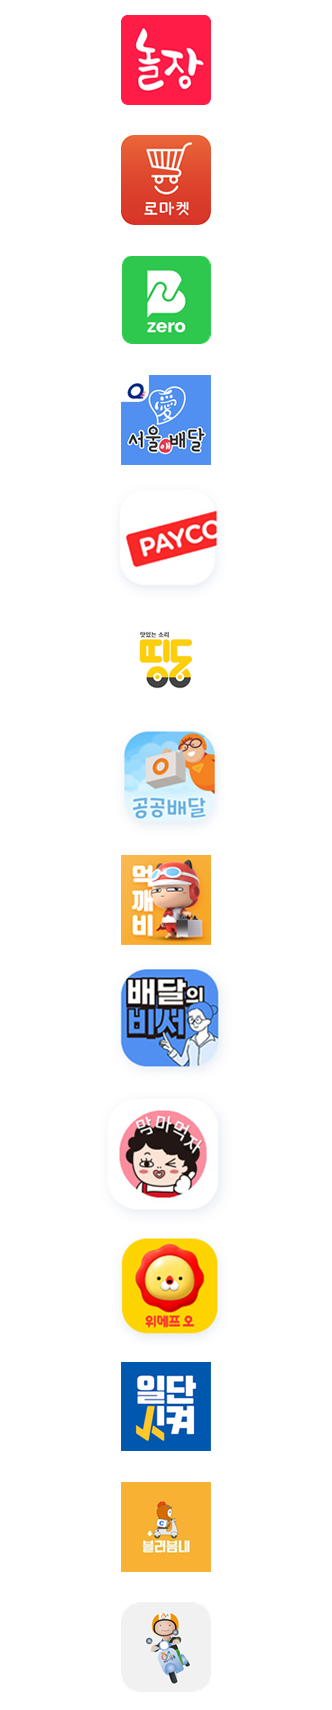 놀장
로마켓
zero
서울애배달
愛
PAYCO
맛있는 소리
띵동
공공배달
먹깨비
배달의
비서
막마먹자
위메프 오
일단
시켜
불러봄내